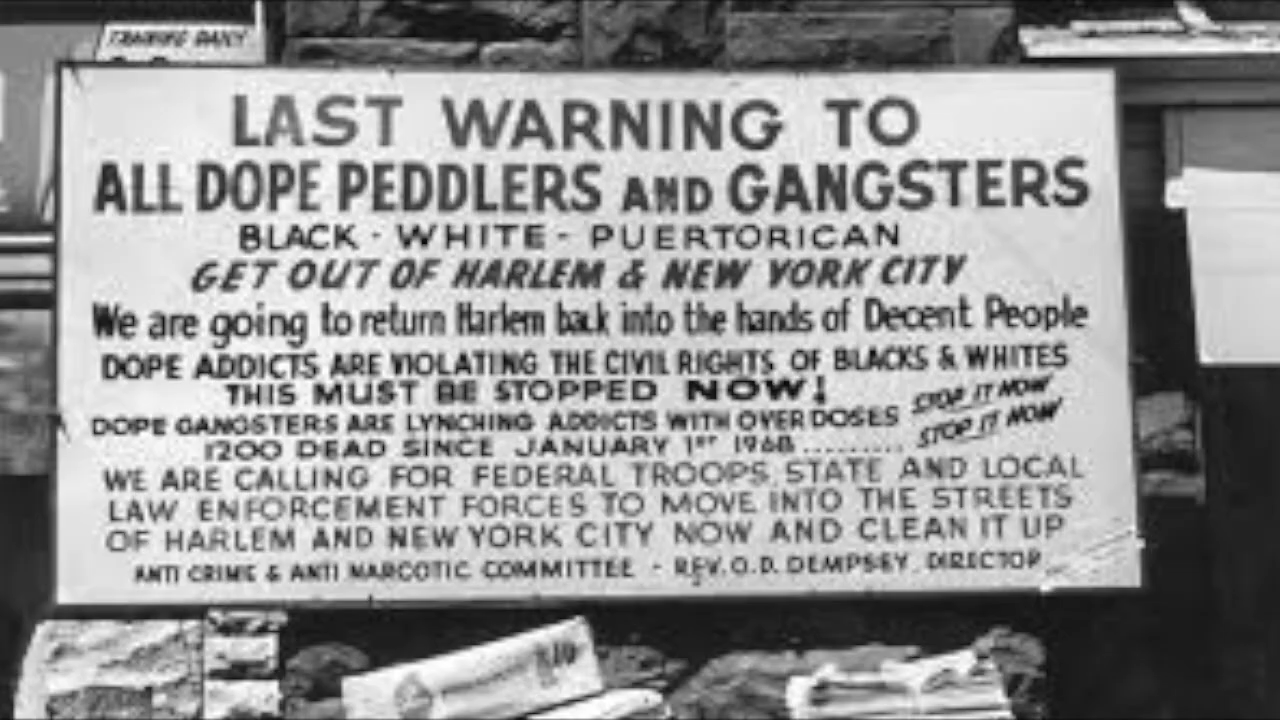 TRAINING DAILY
LAST WARNING TO
ALL DOPE PEDDLERS AND GANGSTERS
BLACK - WHITE - PUERTORICAN
GET OUT OF HARLEM & NEW YORK CITY
We are going to return Harlem back into the hands of Decent People
DOPE ADDICTS ARE VIOLATING THE CIVIL RIGHTS OF BLACKS & WHITES
THIS MUST BE STOPPED NOW!
DOPE GANGSTERS ARE LYNCHING ADDICTS WITH OVER DOSES STOP IT NOW
1200 DEAD SINCE JANUARY 1ST 1968 ......... STOP IT NOW
WE ARE CALLING FOR FEDERAL TROOPS, STATE AND LOCAL
LAW ENFORCEMENT FORCES TO MOVE INTO THE STREETS
OF HARLEM AND NEW YORK CITY NOW AND CLEAN IT UP
ANTI CRIME & ANTI NARCOTIC COMMITTEE - REV. O.D. DEMPSEY DIRECTOR